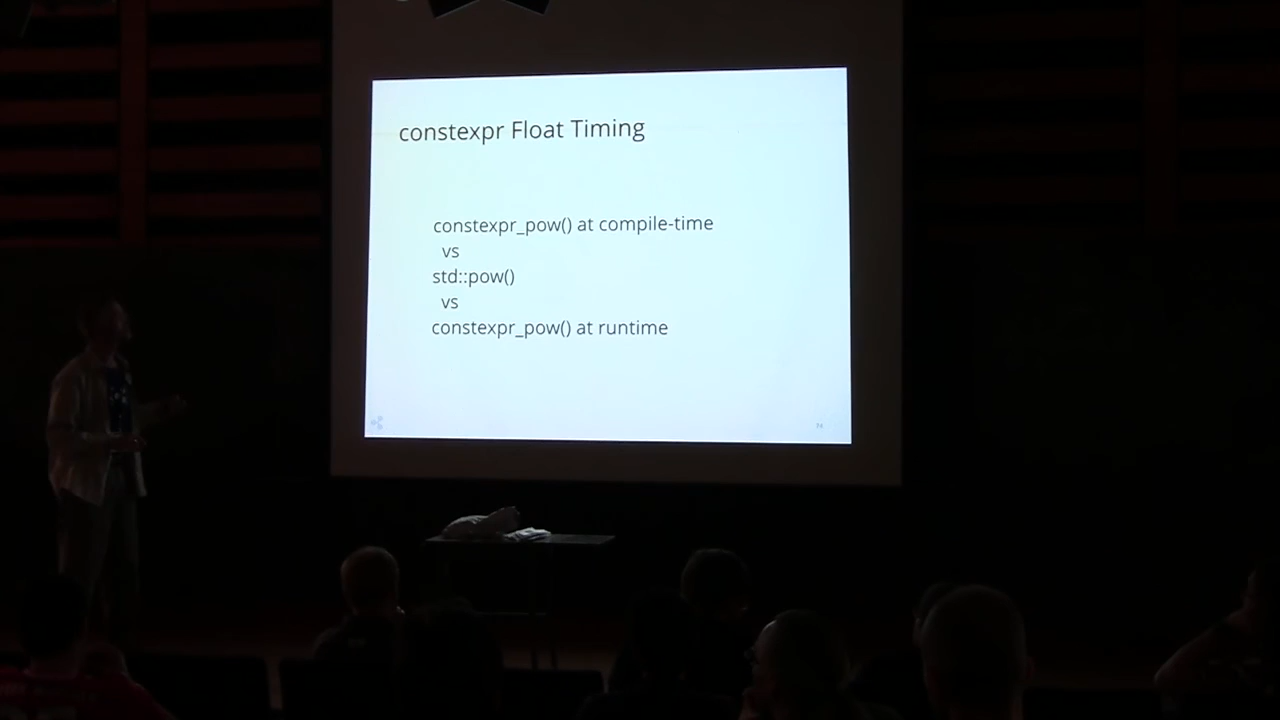 constexpr Float Timing
constexpr_pow() at compile-time
vs
std::pow()
vs
constexpr_pow() at runtime